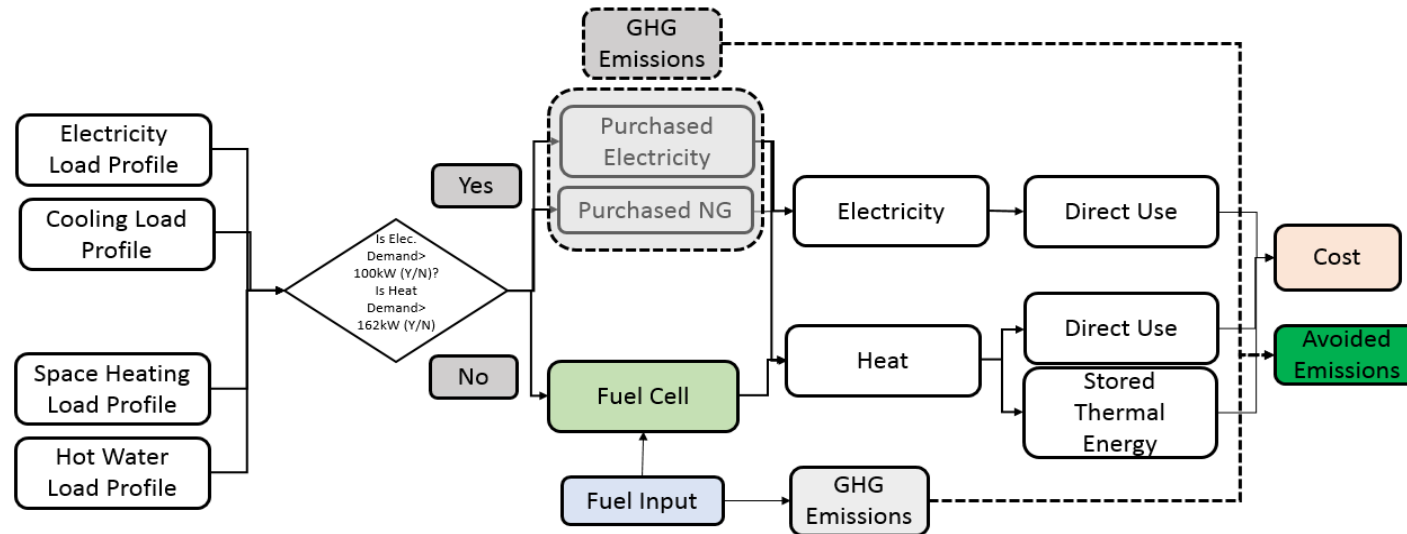 Electricity
Load Profile
Cooling Load
Profile
Space Heating
Load Profile
Hot Water
Load Profile
Is Elec.
Demand>
100kW (Y/N)?
Is Heat
Demand>
162kW (Y/N)
Yes
No
GHG
Emissions
Purchased
Electricity
Purchased NG
Fuel Cell
Fuel Input
GHG
Emissions
Electricity
Heat
Direct Use
Direct Use
Stored
Thermal
Energy
Cost
Avoided
Emissions